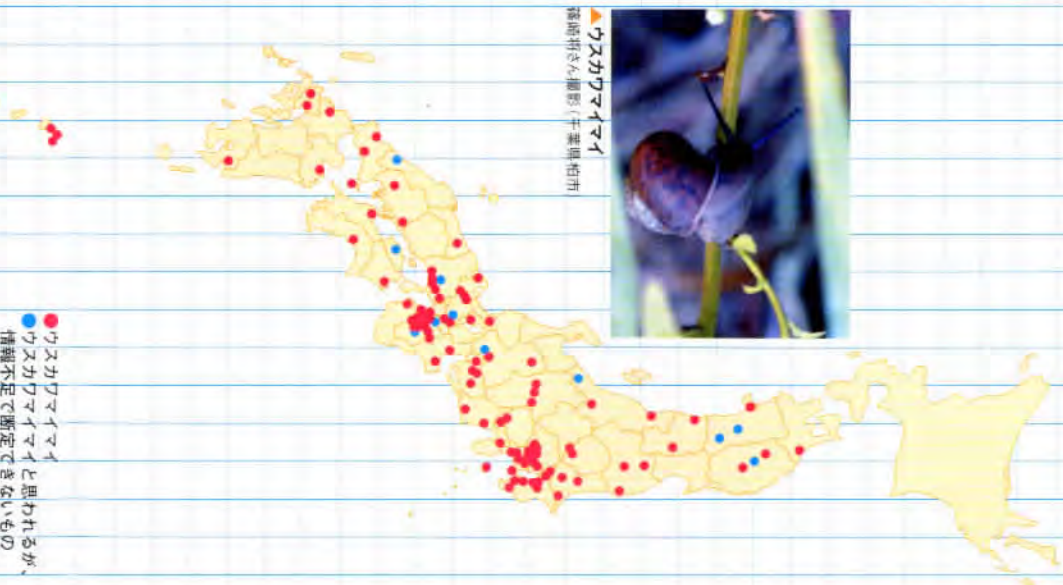 ▲ウスカワマイマイ
篠崎将さん撮影（千葉県柏市）
●ウスカワマイマイ
●ウスカワマイマイと思われるが、
情報不足で断定できないもの